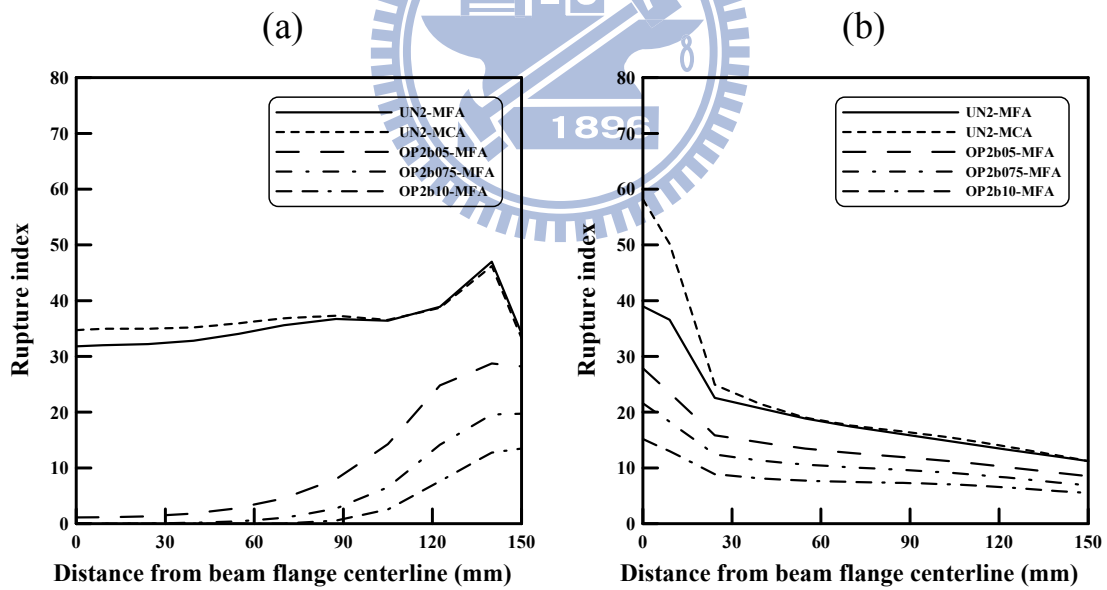 (a)
(b)
80
70
60
50
40
30
20
10
0
Rupture index
UN2-MFA
UN2-MCA
OP2b05-MFA
OP2b075-MFA
OP2b10-MFA
0 30 60 90 120 150
Distance from beam flange centerline (mm)
80
70
60
50
40
30
20
10
0
Rupture index
UN2-MFA
UN2-MCA
OP2b05-MFA
OP2b075-MFA
OP2b10-MFA
0 30 60 90 120 150
Distance from beam flange centerline (mm)
1896